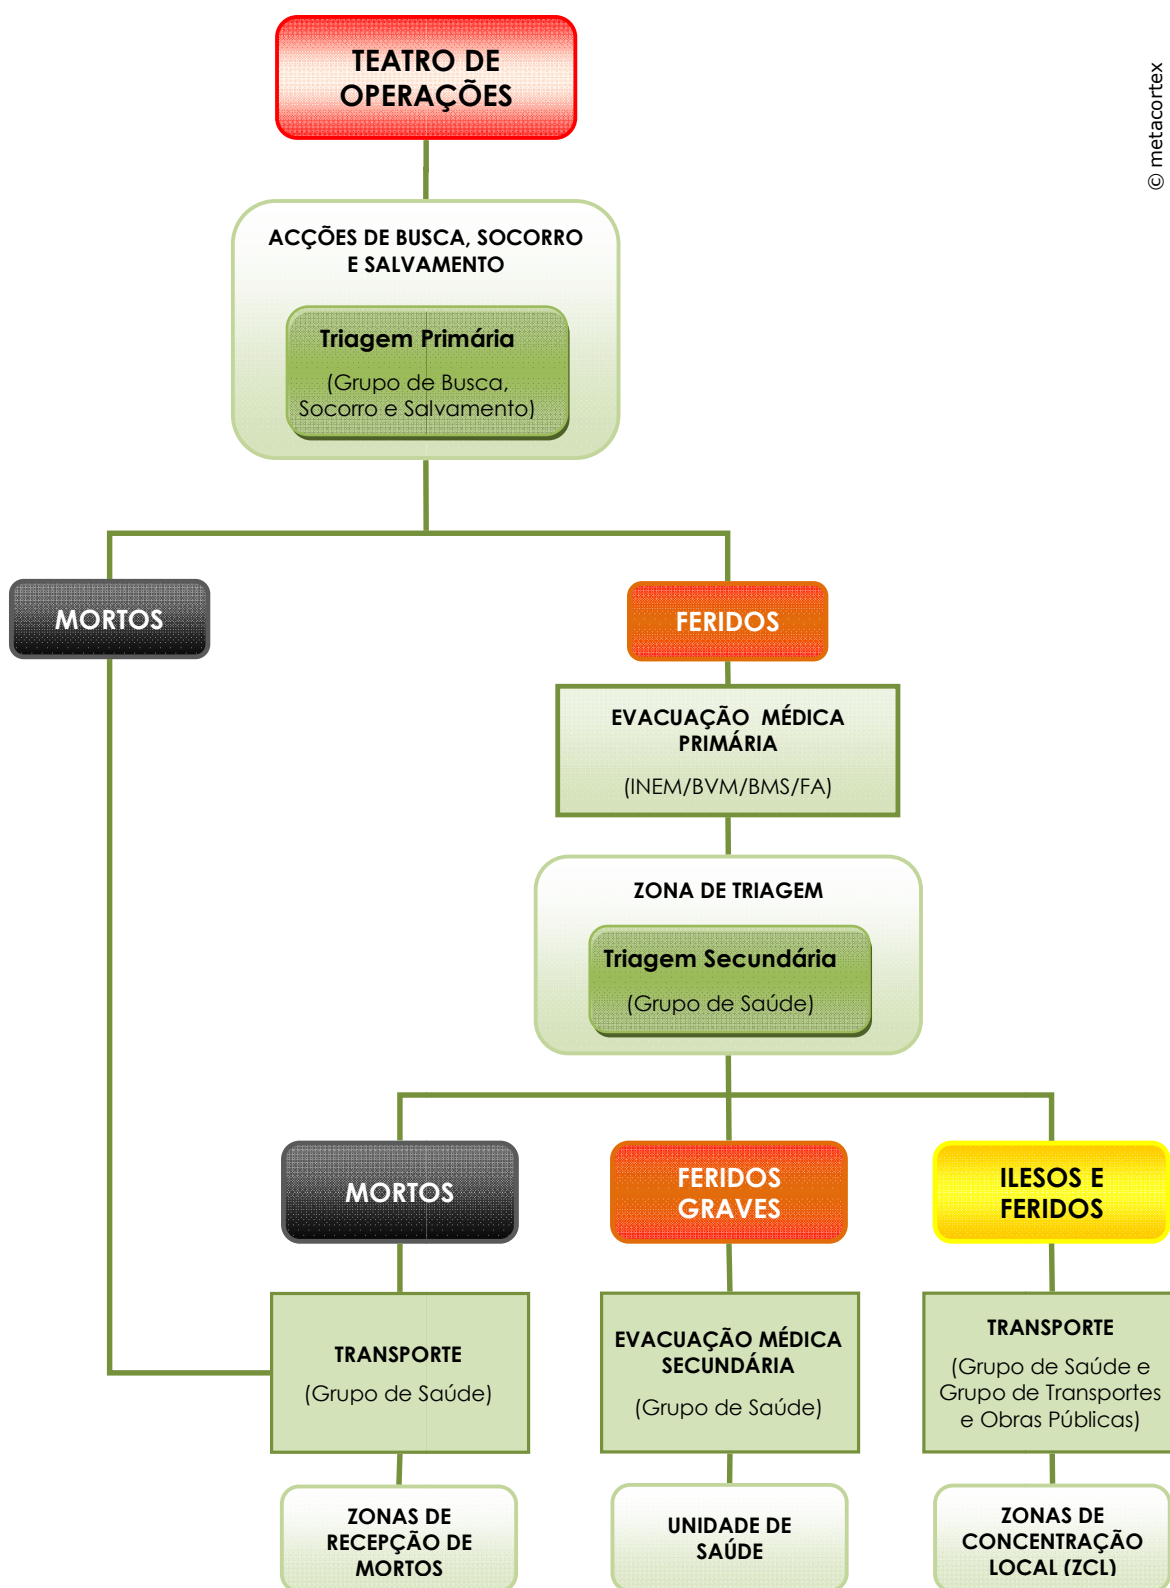 TEATRO DE
OPERAÇÕES
© metacortex
ACÇÕES DE BUSCA, SOCORRO
E SALVAMENTO
Triagem Primária
(Grupo de Busca,
Socorro e Salvamento)
MORTOS
FERIDOS
EVACUAÇÃO MÉDICA
PRIMÁRIA
(INEM/BVM/BMS/FA)
ZONA DE TRIAGEM
Triagem Secundária
(Grupo de Saúde)
MORTOS
FERIDOS
GRAVES
ILESOS E
FERIDOS
TRANSPORTE
(Grupo de Saúde)
EVACUAÇÃO MÉDICA
SECUNDÁRIA
(Grupo de Saúde)
TRANSPORTE
(Grupo de Saúde e
Grupo de Transportes
e Obras Públicas)
ZONAS DE
RECEPÇÃO DE
MORTOS
UNIDADE DE
SAÚDE
ZONAS DE
CONCENTRAÇÃO
LOCAL (ZCL)